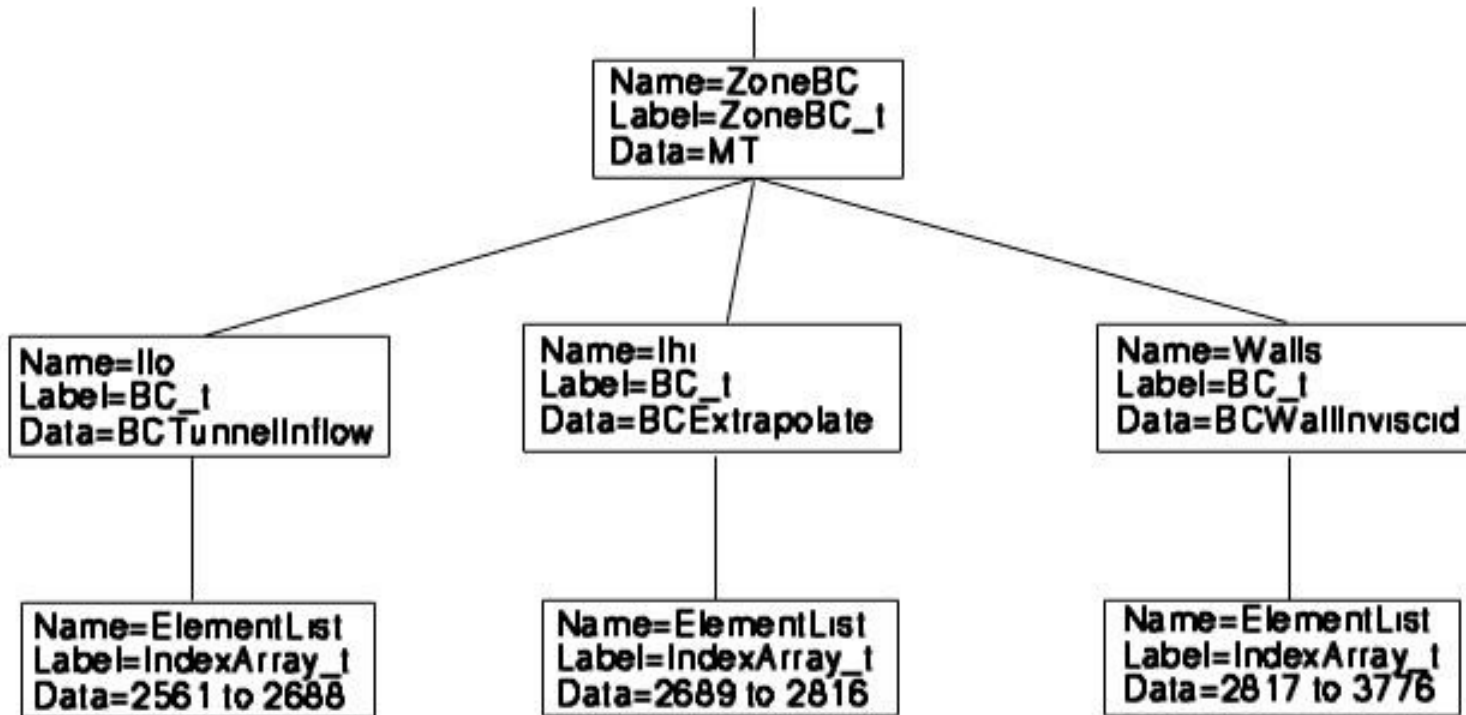 Name=ZoneBC
Label=ZoneBC_t
Data=MT
Name=Ilo
Label=BC_t
Data=BCTunnelInflow
Name=Ihi
Label=BC_t
Data=BCExtrapolate
Name=Walls
Label=BC_t
Data=BCWallInviscid
Name=ElementList
Label=IndexArray_t
Data=2561 to 2688
Name=ElementList
Label=IndexArray_t
Data=2689 to 2816
Name=ElementList
Label=IndexArray_t
Data=2817 to 3776